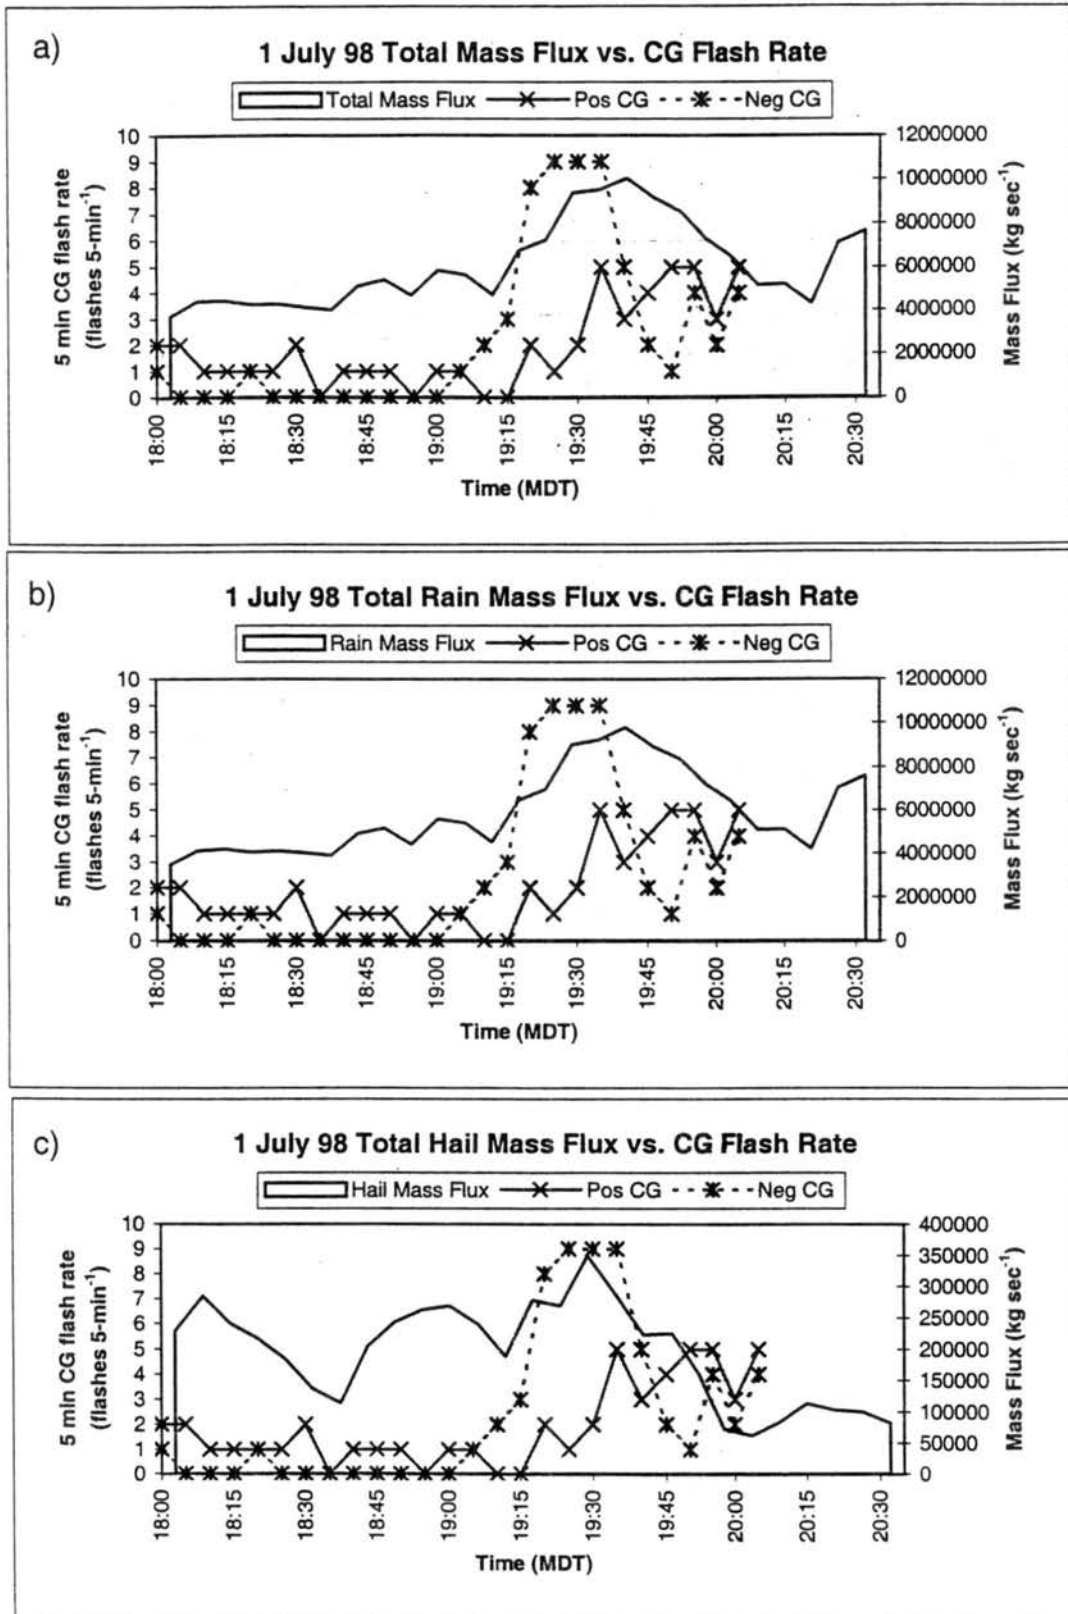 a)
1 July 98 Total Mass Flux vs. CG Flash Rate
Total Mass Flux Pos CG Neg CG
5 min CG flash rate
(flashes 5-min⁻¹)
10
9
8
7
6
5
4
3
2
1
0
12000000
10000000
8000000
6000000
4000000
2000000
0
Mass Flux (kg sec⁻¹)
18:00 18:15 18:30 18:45 19:00 19:15 19:30 19:45 20:00 20:15 20:30
Time (MDT)
b)
1 July 98 Total Rain Mass Flux vs. CG Flash Rate
Rain Mass Flux Pos CG Neg CG
5 min CG flash rate
(flashes 5-min⁻¹)
10
9
8
7
6
5
4
3
2
1
0
12000000
10000000
8000000
6000000
4000000
2000000
0
Mass Flux (kg sec⁻¹)
18:00 18:15 18:30 18:45 19:00 19:15 19:30 19:45 20:00 20:15 20:30
Time (MDT)
c)
1 July 98 Total Hail Mass Flux vs. CG Flash Rate
Hail Mass Flux Pos CG Neg CG
5 min CG flash rate
(flashes 5-min⁻¹)
10
9
8
7
6
5
4
3
2
1
0
400000
350000
300000
250000
200000
150000
100000
50000
0
Mass Flux (kg sec⁻¹)
18:00 18:15 18:30 18:45 19:00 19:15 19:30 19:45 20:00 20:15 20:30
Time (MDT)